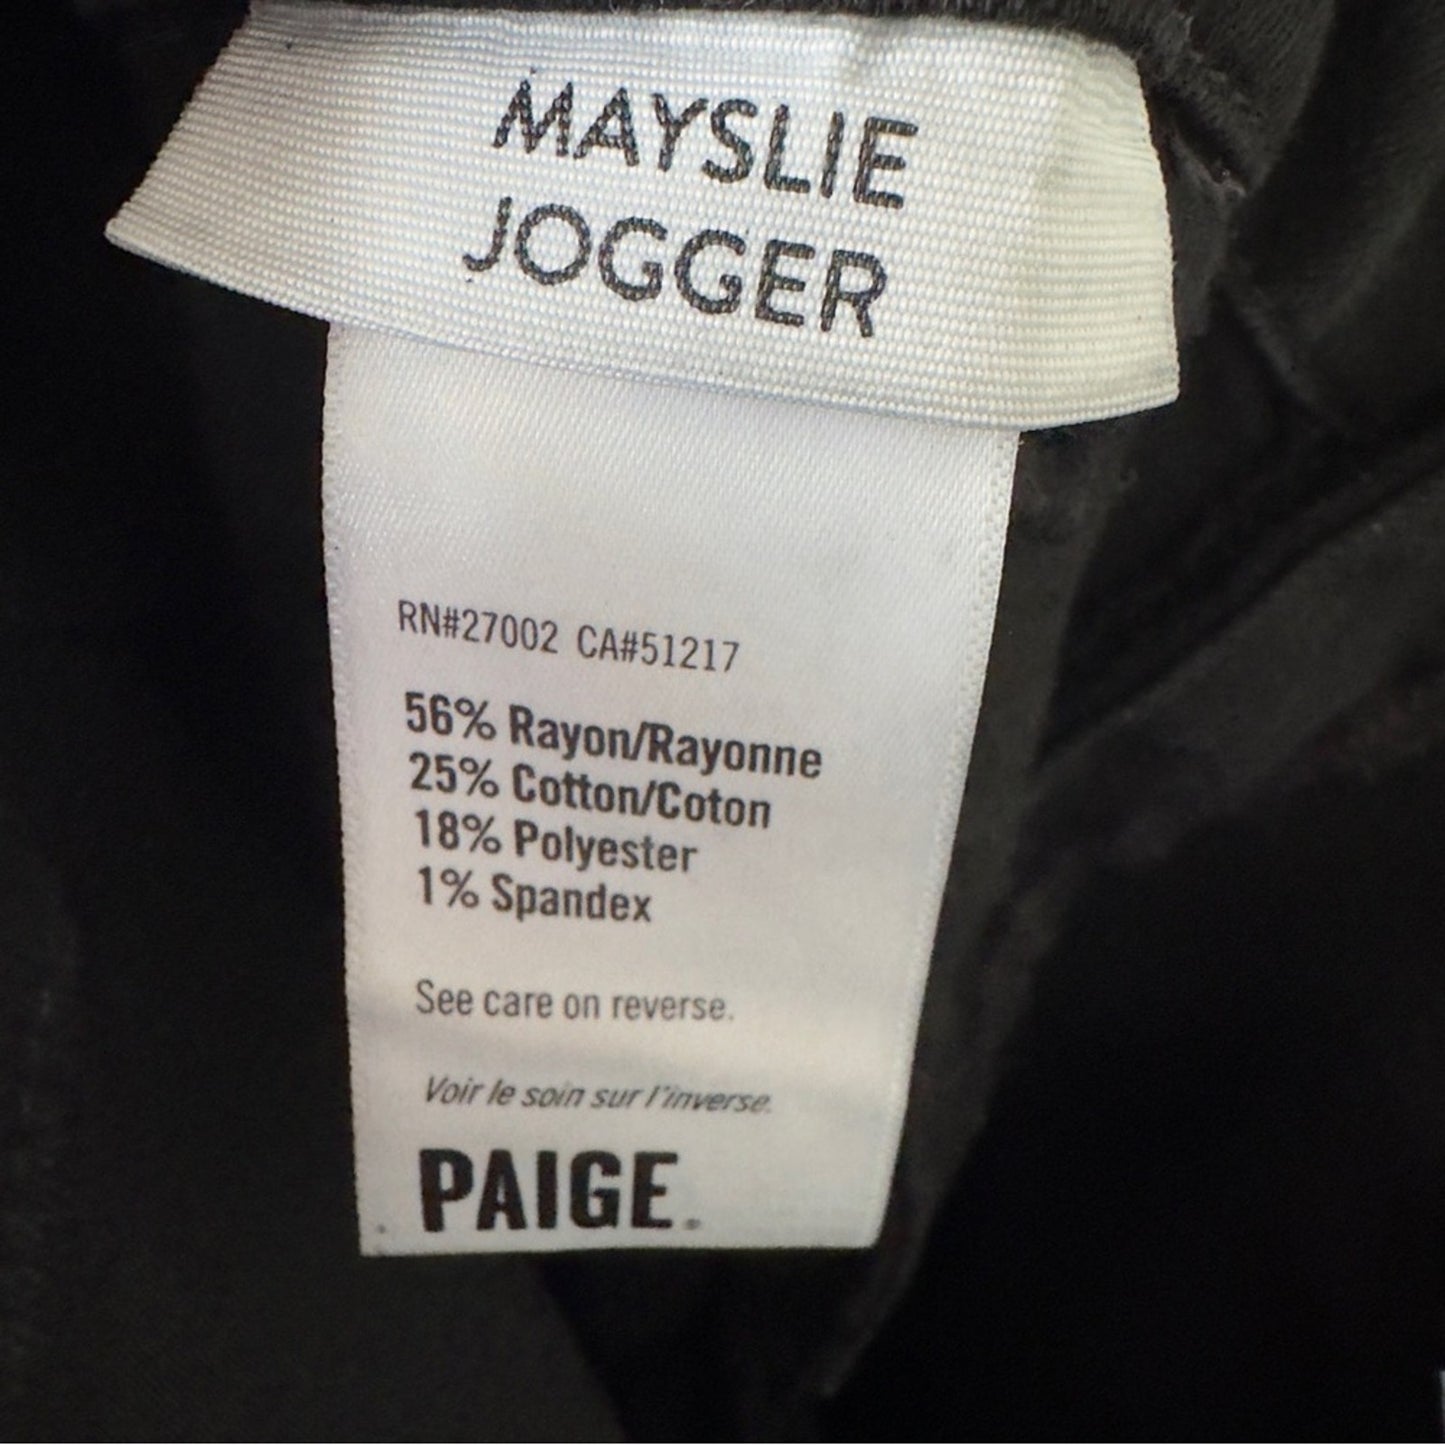 MAYSLIE
JOGGER
RN#27002 CA#51217
56% Rayon/Rayonne
25% Cotton/Coton
18% Polyester
1% Spandex
See care on reverse.
Voir le soin sur l'inverse.
PAIGE.